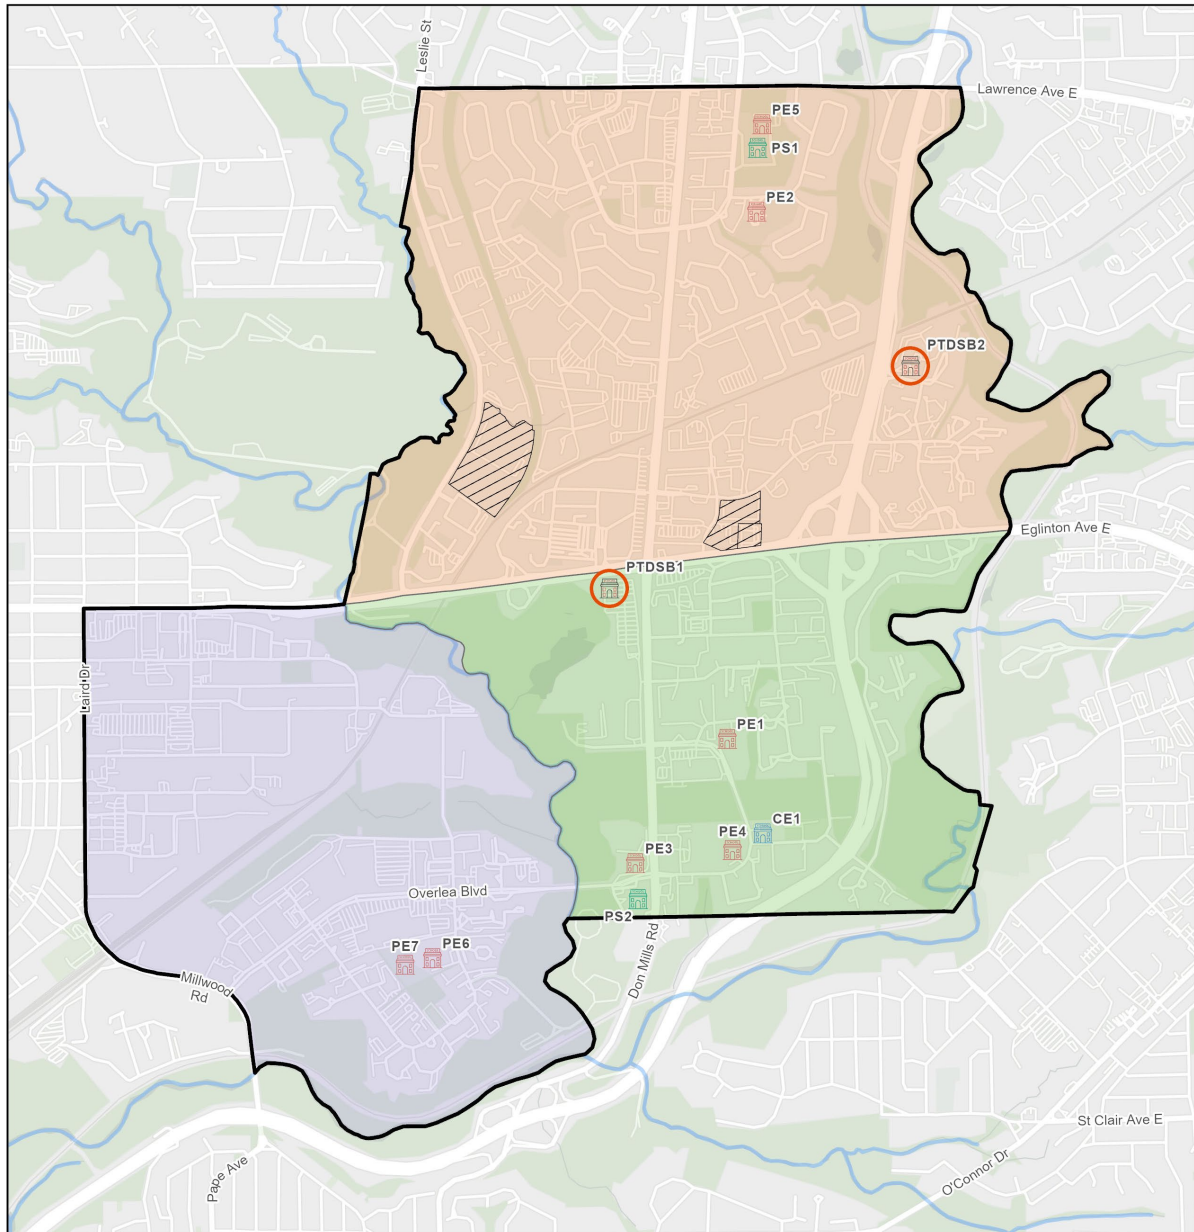 Leslie St
Lawrence Ave E
PE5
PS1
PE2
PTDSB2
Eglinton Ave E
PTDSB1
Laird Dr
PE1
CE1
PE4
PE3
Overlea Blvd
PS2
PE7
PE6
Don Mills Rd
Millwood
Rd
St Clair Ave E
O'Connor Dr
Pape Ave